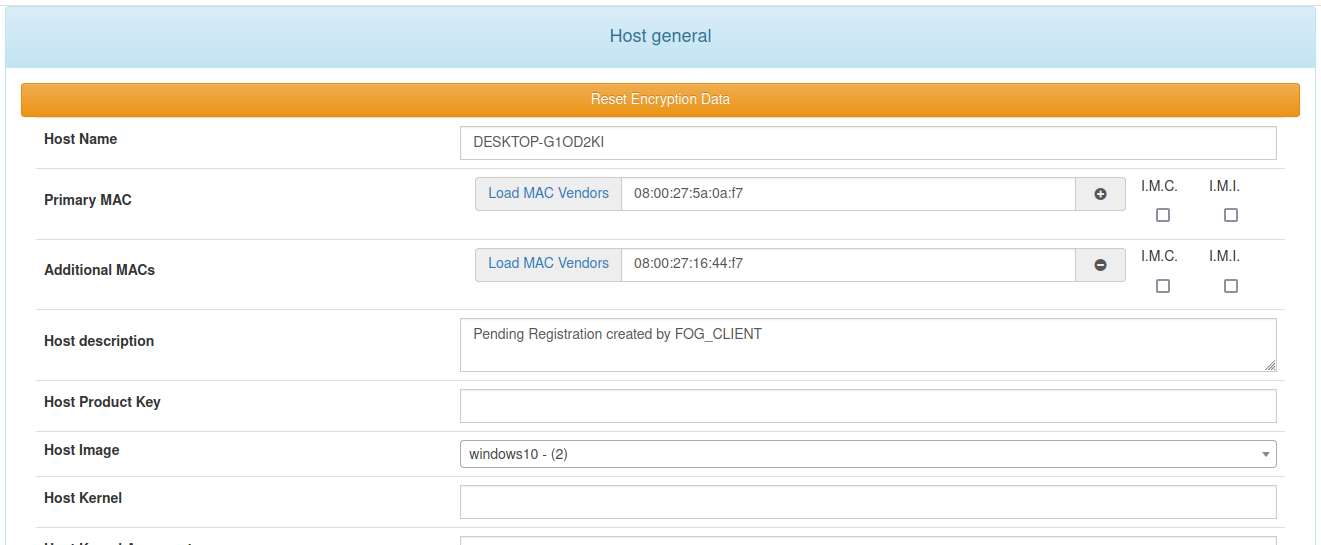 Host general
Reset Encryption Data
Host Name DESKTOP-G1OD2KI
Primary MAC Load MAC Vendors 08:00:27:5a:0a:f7 I.M.C. I.M.I.
Additional MACs Load MAC Vendors 08:00:27:16:44:f7 I.M.C. I.M.I.
Host description Pending Registration created by FOG_CLIENT
Host Product Key
Host Image windows10 - (2)
Host Kernel